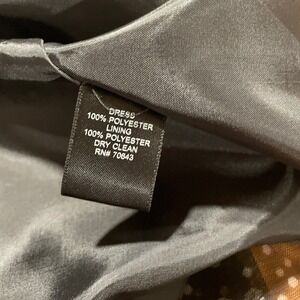 DRESS
100% POLYESTER
LINING
100% POLYESTER
DRY CLEAN
RN# 70643